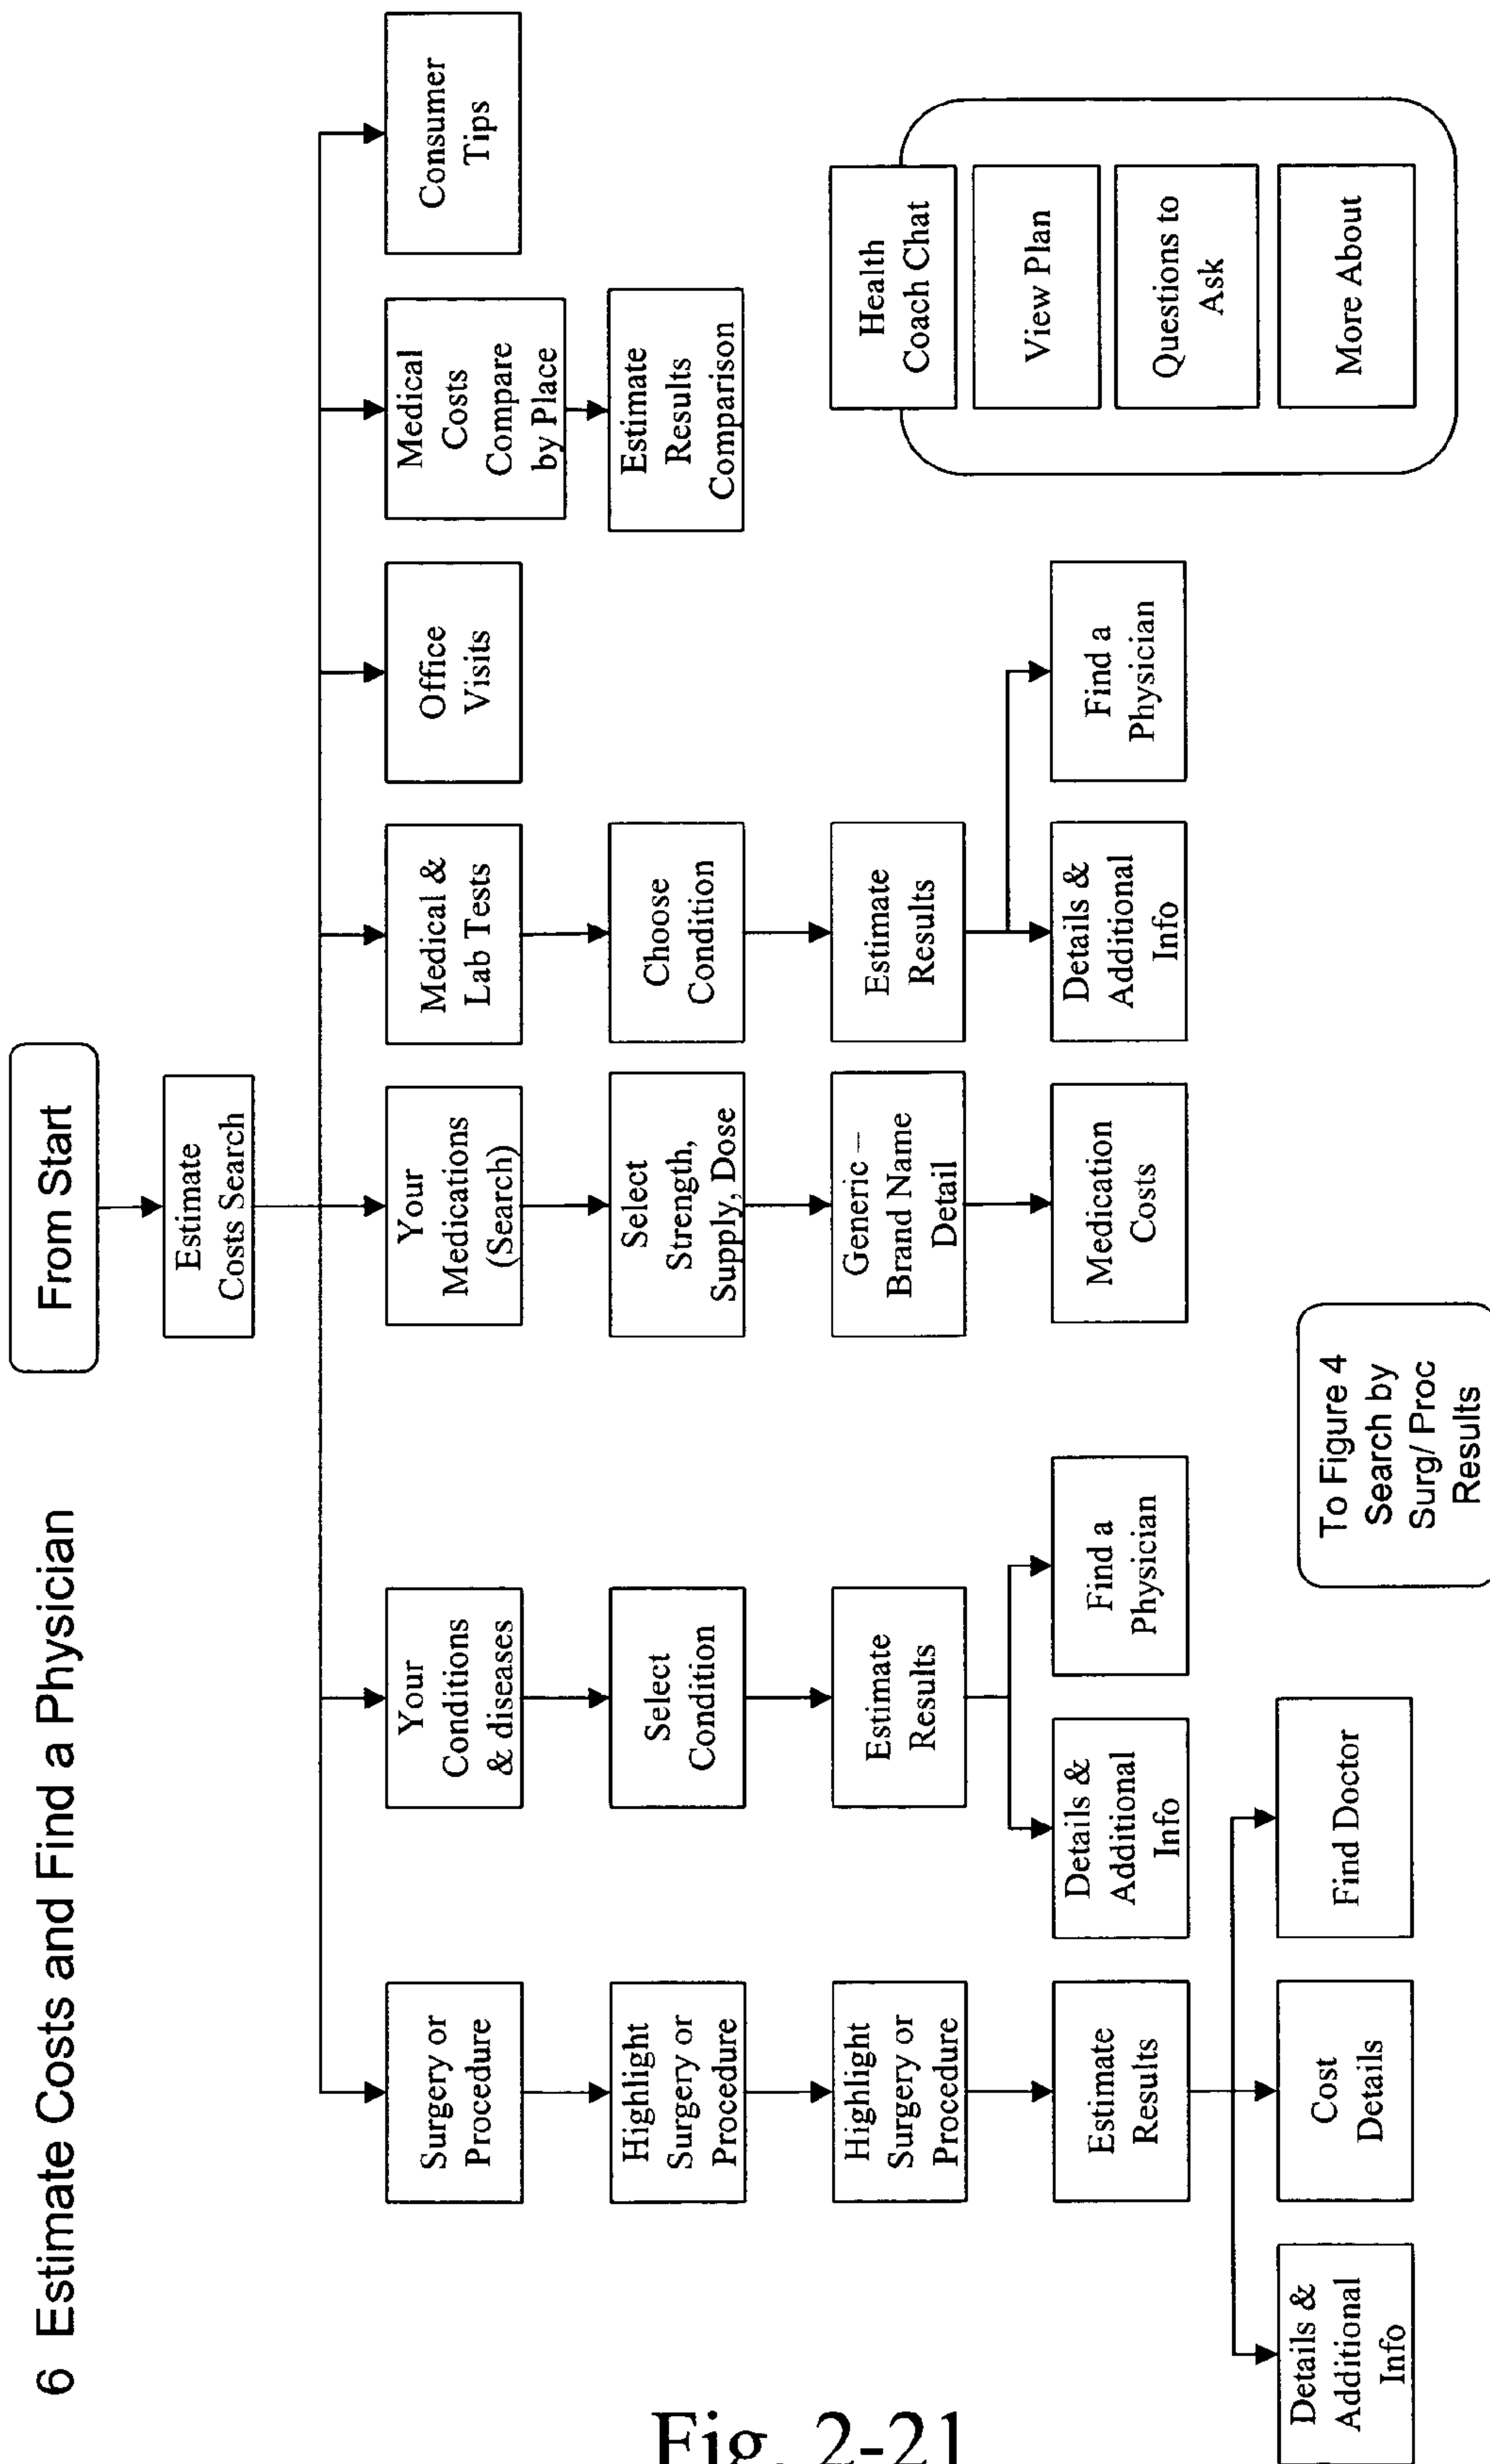 6 Estimate Costs and Find a Physician
From Start
Estimate
Costs Search
Surgery or
Procedure
Your
Conditions
& diseases
Your
Medications
(Search)
Medical &
Lab Tests
Office
Visits
Medical
Costs
Compare
by Place
Consumer
Tips
Highlight
Surgery or
Procedure
Select
Condition
Select
Strength,
Supply, Dose
Choose
Condition
Estimate
Results
Comparison
Highlight
Surgery or
Procedure
Estimate
Results
Generic –
Brand Name
Detail
Estimate
Results
Estimate
Results
Details &
Additional
Info
Find a
Physician
Medication
Costs
Details &
Additional
Info
Find a
Physician
Details &
Additional
Info
Cost
Details
Find Doctor
To Figure 4
Search by
Surg/ Proc
Results
Health
Coach Chat
View Plan
Questions to
Ask
More About
Fig. 2-21